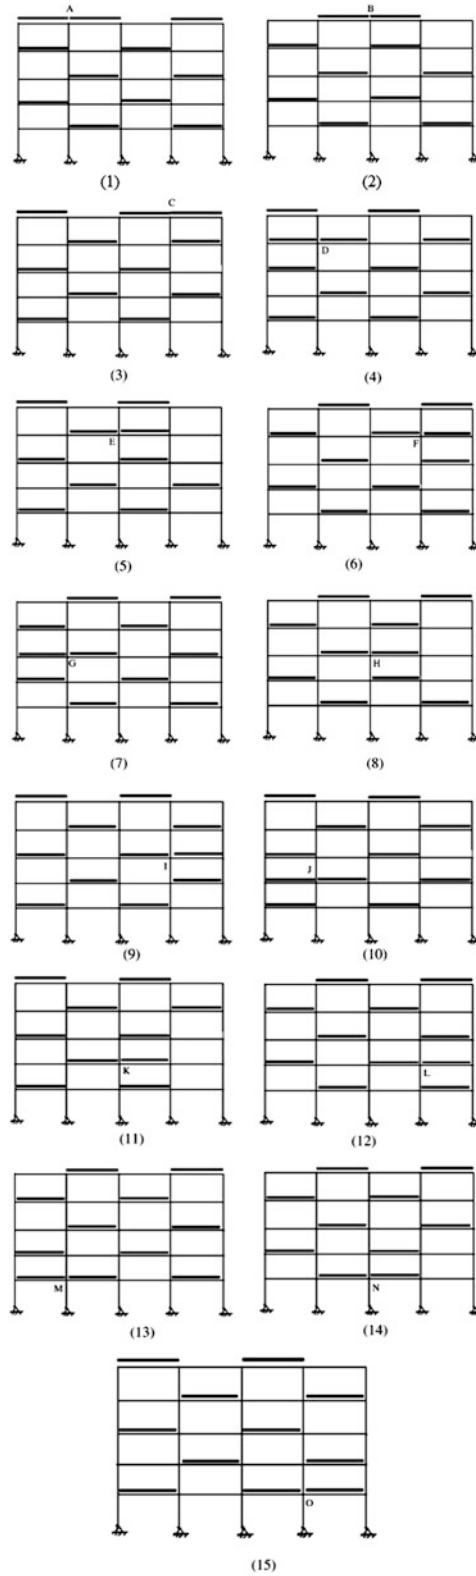 A
B
(1)
(2)
C
D
(3)
(4)
E
F
(5)
(6)
G
H
(7)
(8)
I
J
(9)
(10)
K
L
(11)
(12)
M
N
(13)
(14)
O
(15)